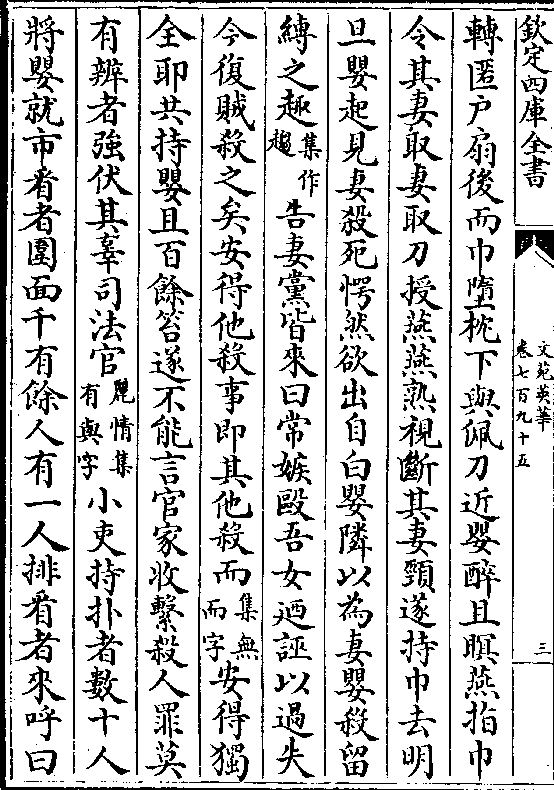 欽定四庫全書
文苑英華
卷七百九十五
三
轉匿户扇後而巾墮枕下與佩刀近嬰醉且瞑燕指巾
令其妻取妻取刀授燕燕熟視斷其妻頸遂持巾去明
旦嬰起見妻殺死愕然欲出自白嬰隣以為妻嬰殺留
縛之趣集作趨告妻黨皆來曰常嫉毆吾女迺誣以過失
今復賊殺之矣安得他殺事即其他殺而集無而字安得獨
全耶共持嬰且百餘笞遂不能言官家收繫殺人罪莫
有辨者強伏其辜司法官麗情集有與字小吏持扑者數十人
將嬰就市看者圍面千有餘人有一人排看者來呼曰